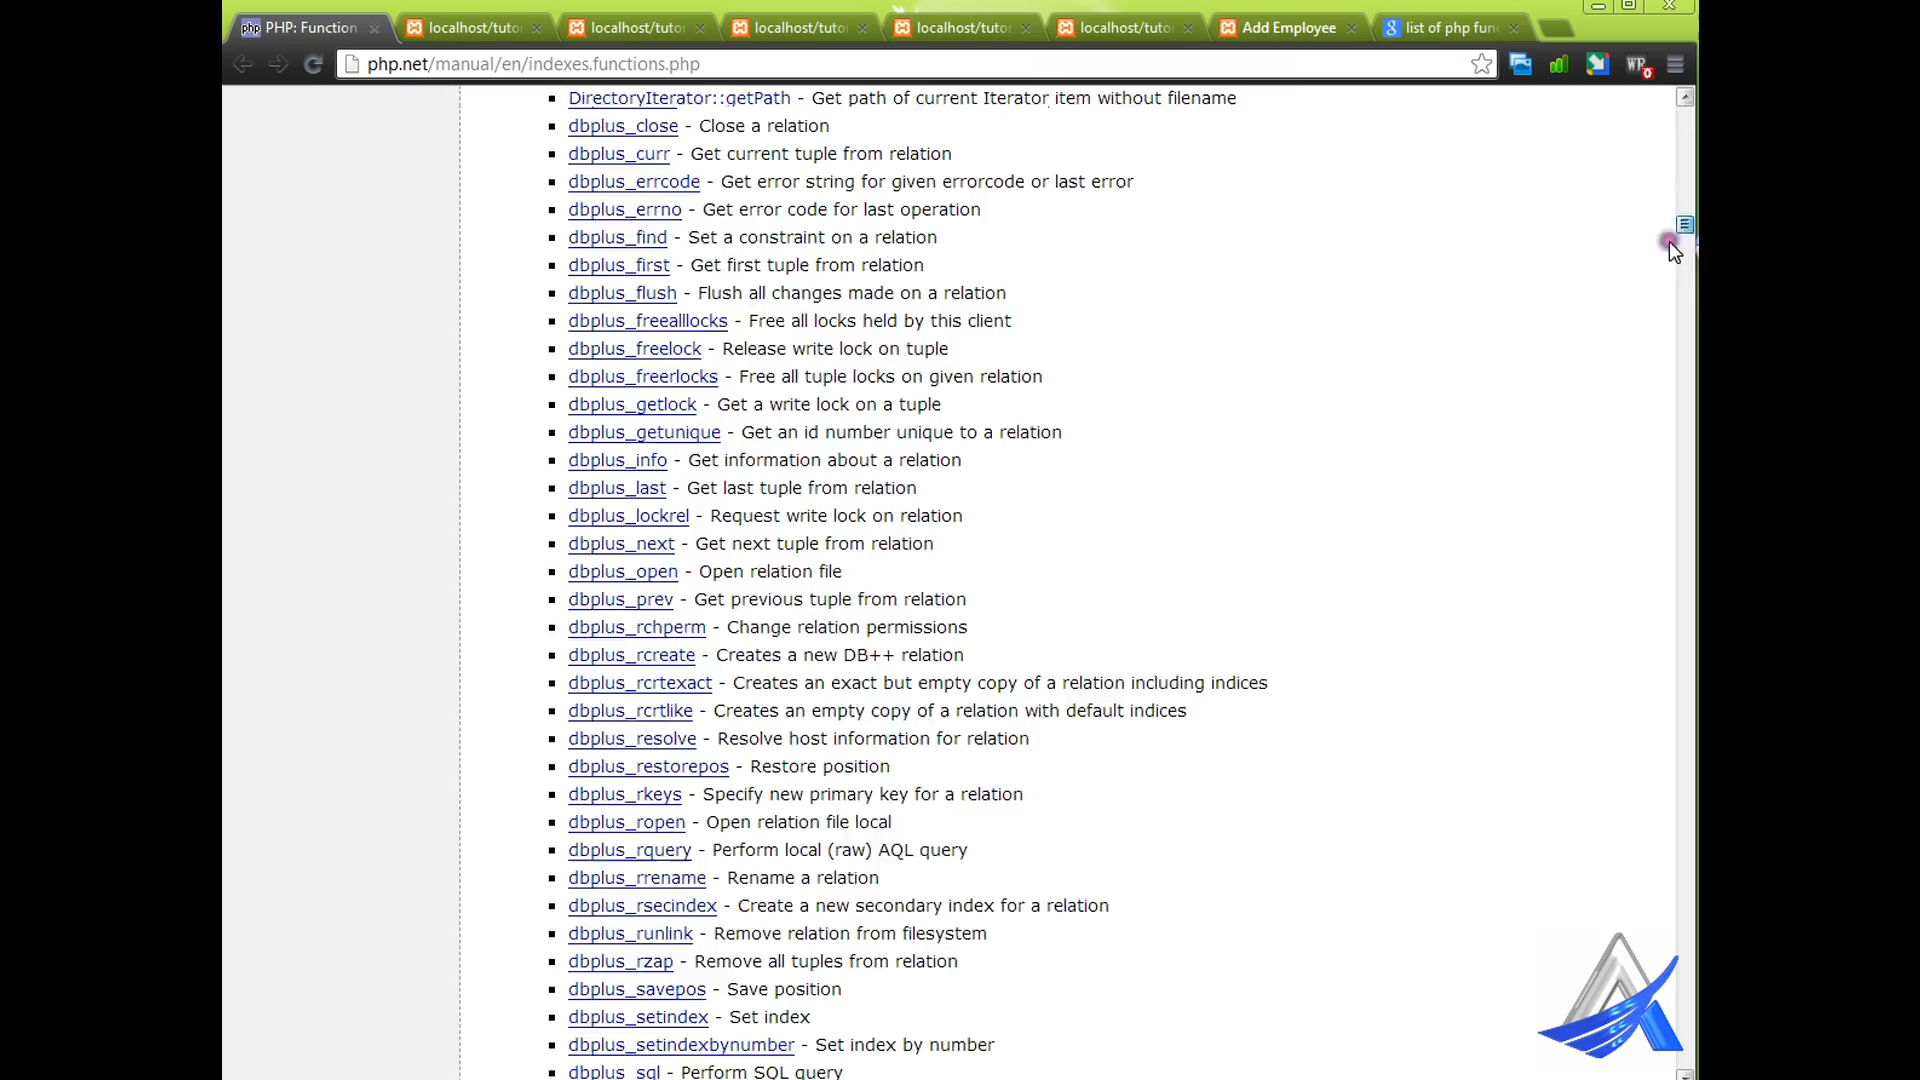 PHP: Function
localhost/tuto
localhost/tutor
localhost/tutor
localhost/tutor
localhost/tutor
Add Employee
list of php fun
php.net/manual/en/indexes.functions.php
DirectoryIterator::getPath - Get path of current Iterator item without filename
dbplus_close - Close a relation
dbplus_curr - Get current tuple from relation
dbplus_errcode - Get error string for given errorcode or last error
dbplus_errno - Get error code for last operation
dbplus_find - Set a constraint on a relation
dbplus_first - Get first tuple from relation
dbplus_flush - Flush all changes made on a relation
dbplus_freealllocks - Free all locks held by this client
dbplus_freelock - Release write lock on tuple
dbplus_freerlocks - Free all tuple locks on given relation
dbplus_getlock - Get a write lock on a tuple
dbplus_getunique - Get an id number unique to a relation
dbplus_info - Get information about a relation
dbplus_last - Get last tuple from relation
dbplus_lockrel - Request write lock on relation
dbplus_next - Get next tuple from relation
dbplus_open - Open relation file
dbplus_prev - Get previous tuple from relation
dbplus_rchperm - Change relation permissions
dbplus_rcreate - Creates a new DB++ relation
dbplus_rcrtexact - Creates an exact but empty copy of a relation including indices
dbplus_rcrtlike - Creates an empty copy of a relation with default indices
dbplus_resolve - Resolve host information for relation
dbplus_restorepos - Restore position
dbplus_rkeys - Specify new primary key for a relation
dbplus_ropen - Open relation file local
dbplus_rquery - Perform local (raw) AQL query
dbplus_rrename - Rename a relation
dbplus_rsecindex - Create a new secondary index for a relation
dbplus_runlink - Remove relation from filesystem
dbplus_rzap - Remove all tuples from relation
dbplus_savepos - Save position
dbplus_setindex - Set index
dbplus_setindexbynumber - Set index by number
dbplus_sql - Perform SQL query